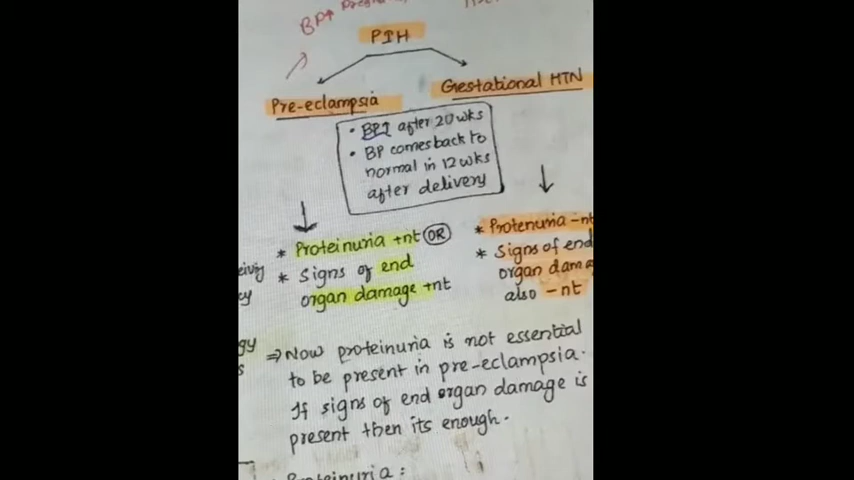 BP↑
PIH
Pre-eclampsia
Gestational HTN
• BP↑ after 20 wks
• BP comes back to
normal in 12 wks
after delivery
* Proteinuria +nt OR
* Signs of end
organ damage +nt
* Protenuria -nt
* Signs of end
organ dama
also -nt
⇒ Now proteinuria is not essential
to be present in pre-eclampsia.
If signs of end organ damage is
present then its enough.
Proteinuria :